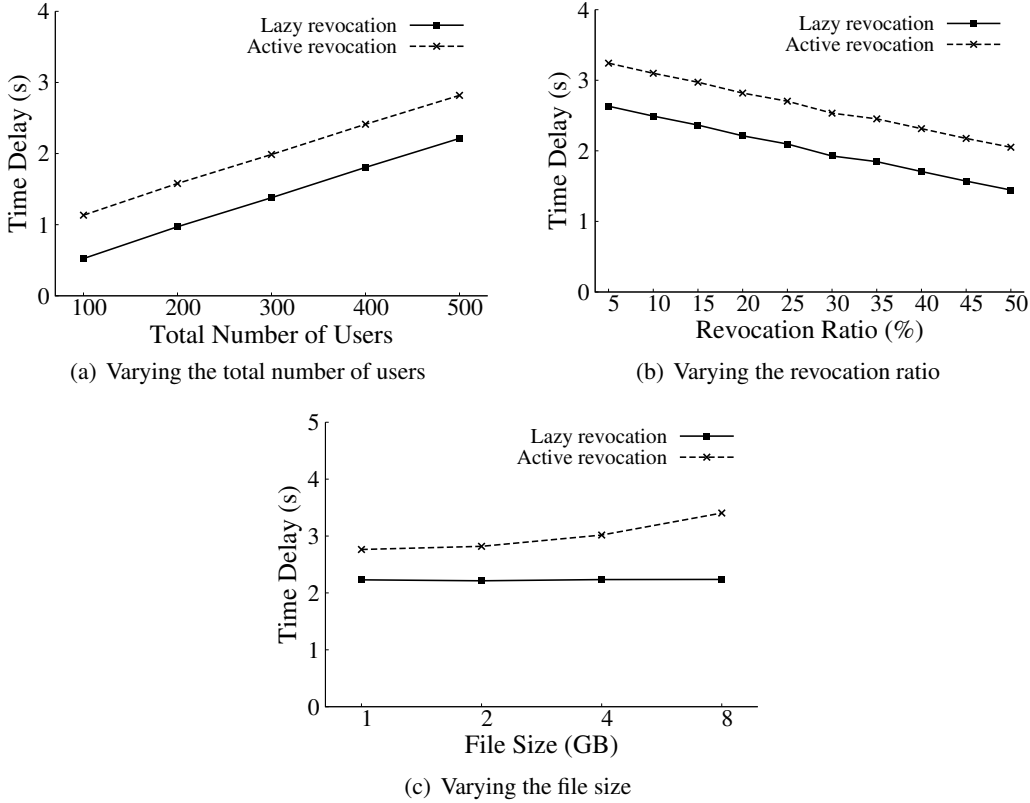 Lazy revocation
Active revocation
Time Delay (s)
4
3
2
1
0
100 200 300 400 500
Total Number of Users
(a) Varying the total number of users
Lazy revocation
Active revocation
Time Delay (s)
4
3
2
1
0
5 10 15 20 25 30 35 40 45 50
Revocation Ratio (%)
(b) Varying the revocation ratio
Lazy revocation
Active revocation
Time Delay (s)
5
4
3
2
1
0
1 2 4 8
File Size (GB)
(c) Varying the file size